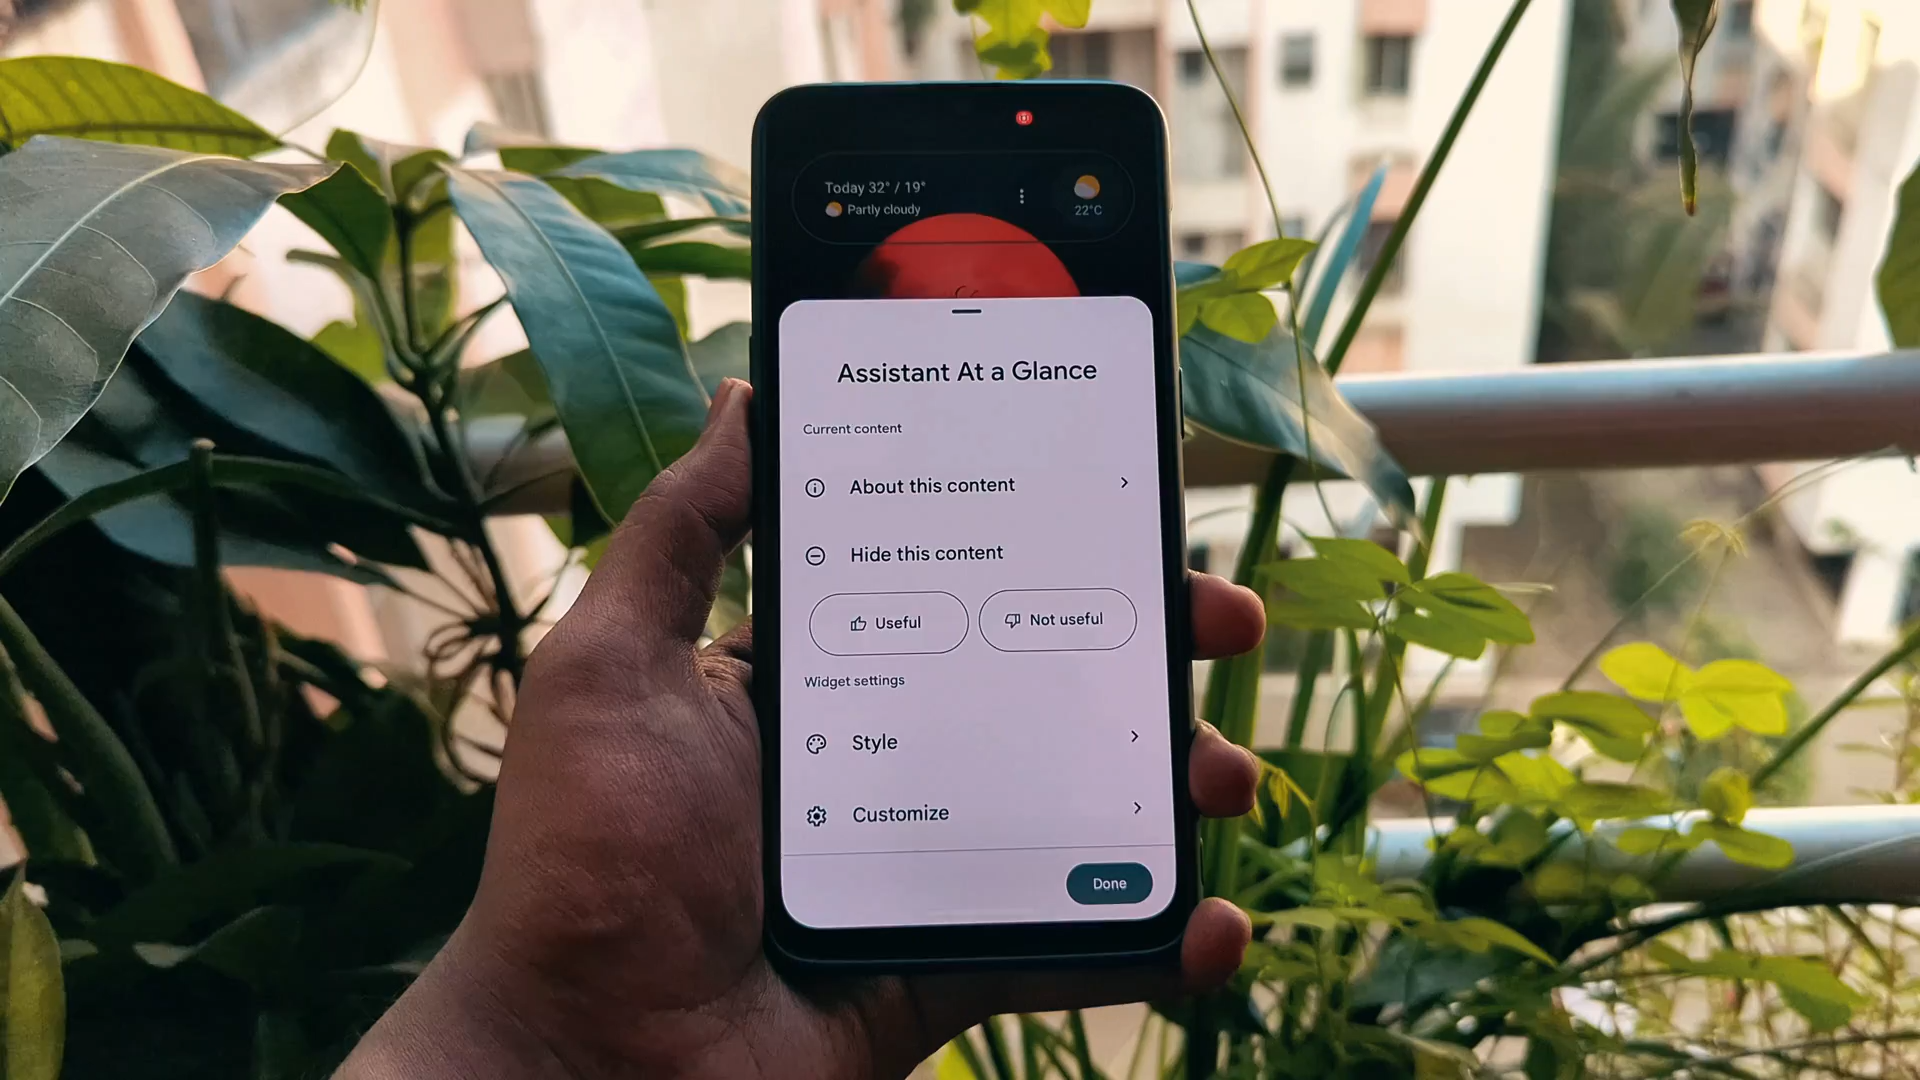 Today 32° / 19°
Partly cloudy
22°C
Assistant At a Glance
Current content
About this content
Hide this content
Useful
Not useful
Widget settings
Style
Customize
Done